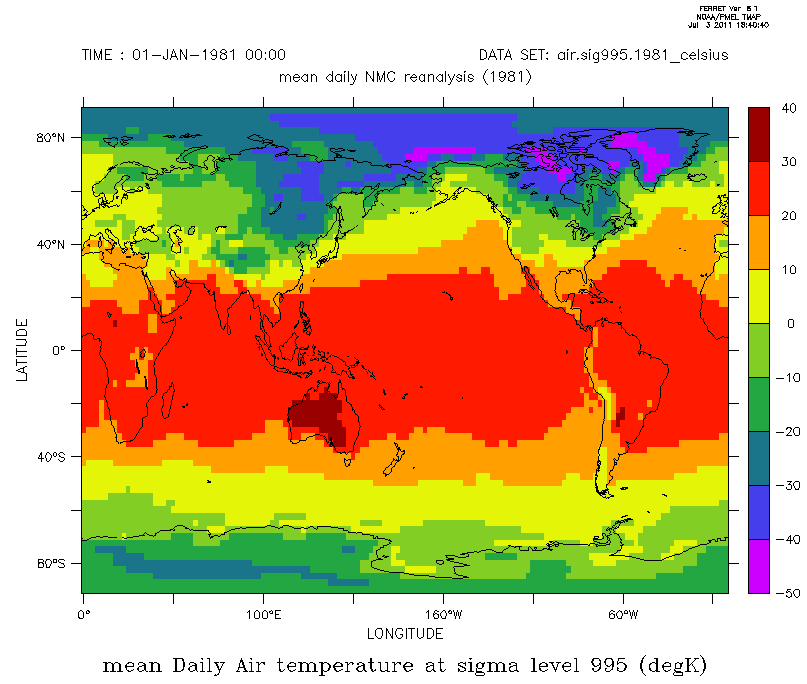 FERRET Ver 6.1
NOAA/PMEL TMAP
Jul 3 2011 18:40:40
TIME : 01-JAN-1981 00:00
DATA SET: air.sig995.1981_celsius
mean daily NMC reanalysis (1981)
80°N
40°N
0°
40°S
80°S
LATITUDE
0°
100°E
160°W
60°W
LONGITUDE
40
30
20
10
0
-10
-20
-30
-40
-50
mean Daily Air temperature at sigma level 995 (degK)